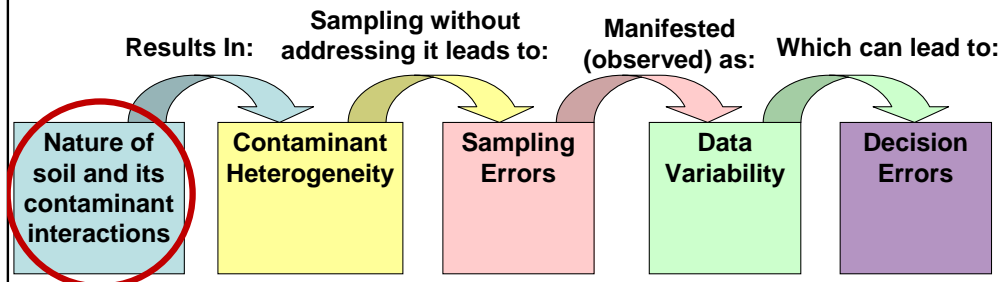 Results In:
Sampling without
addressing it leads to:
Manifested
(observed) as:
Which can lead to:
Nature of
soil and its
contaminant
interactions
Contaminant
Heterogeneity
Sampling
Errors
Data
Variability
Decision
Errors